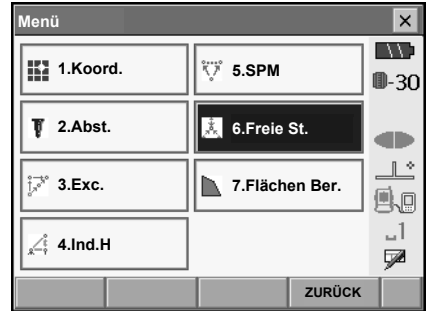 Menü
1.Koord.
2.Abst.
3.Exc.
4.Ind.H
5.SPM
6.Freie St.
7.Flächen Ber.
-30
1
ZURÜCK